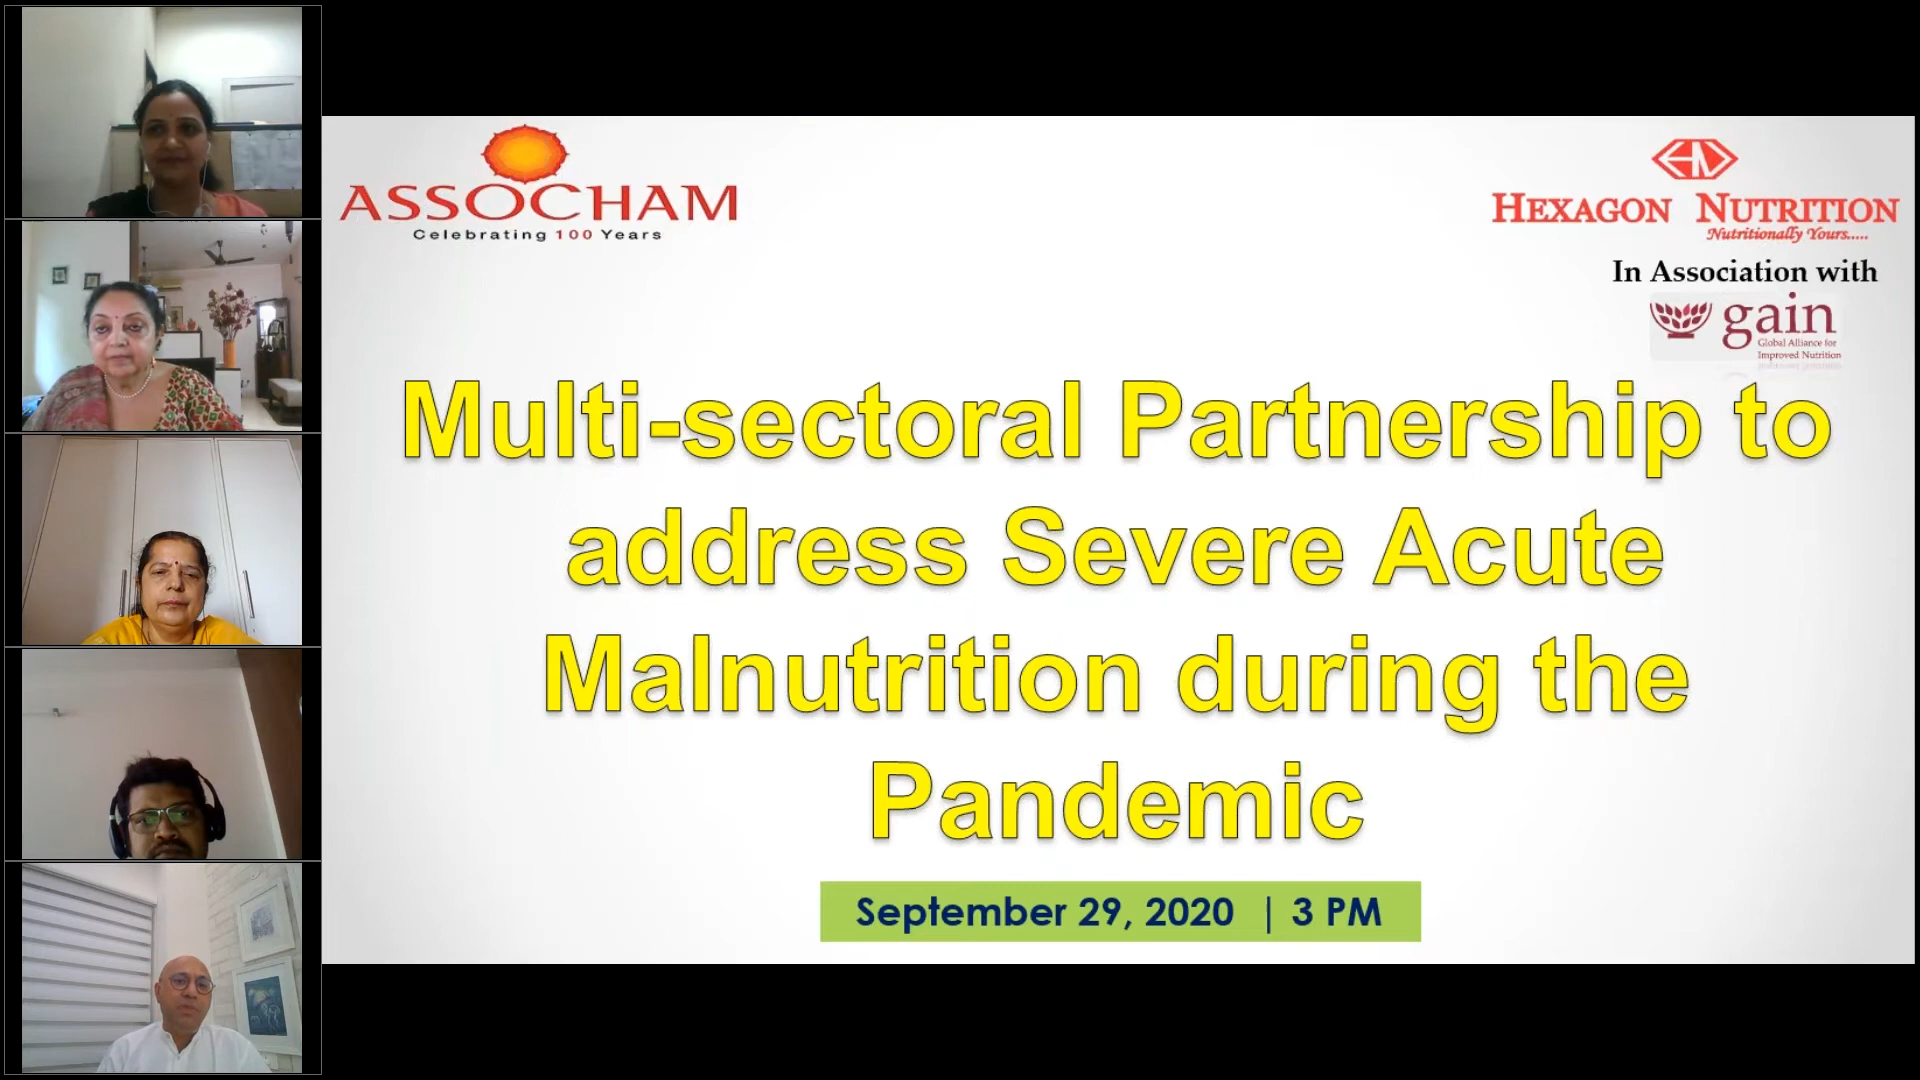 ASSOCHAM
Celebrating 100 Years
HEXAGON NUTRITION
Nutritionally Yours.....
In Association with
gain
Global Alliance for
Improved Nutrition
Multi-sectoral Partnership to
address Severe Acute
Malnutrition during the
Pandemic
September 29, 2020 | 3 PM